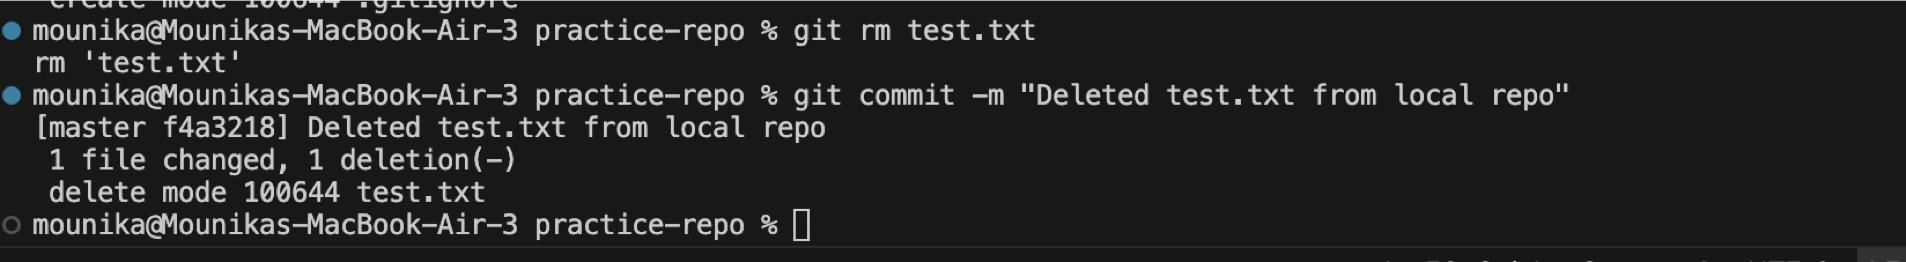 create mode 100644 .gitignore
mounika@Mounikas-MacBook-Air-3 practice-repo % git rm test.txt
rm 'test.txt'
mounika@Mounikas-MacBook-Air-3 practice-repo % git commit -m "Deleted test.txt from local repo"
[master f4a3218] Deleted test.txt from local repo
1 file changed, 1 deletion(-)
delete mode 100644 test.txt
mounika@Mounikas-MacBook-Air-3 practice-repo %